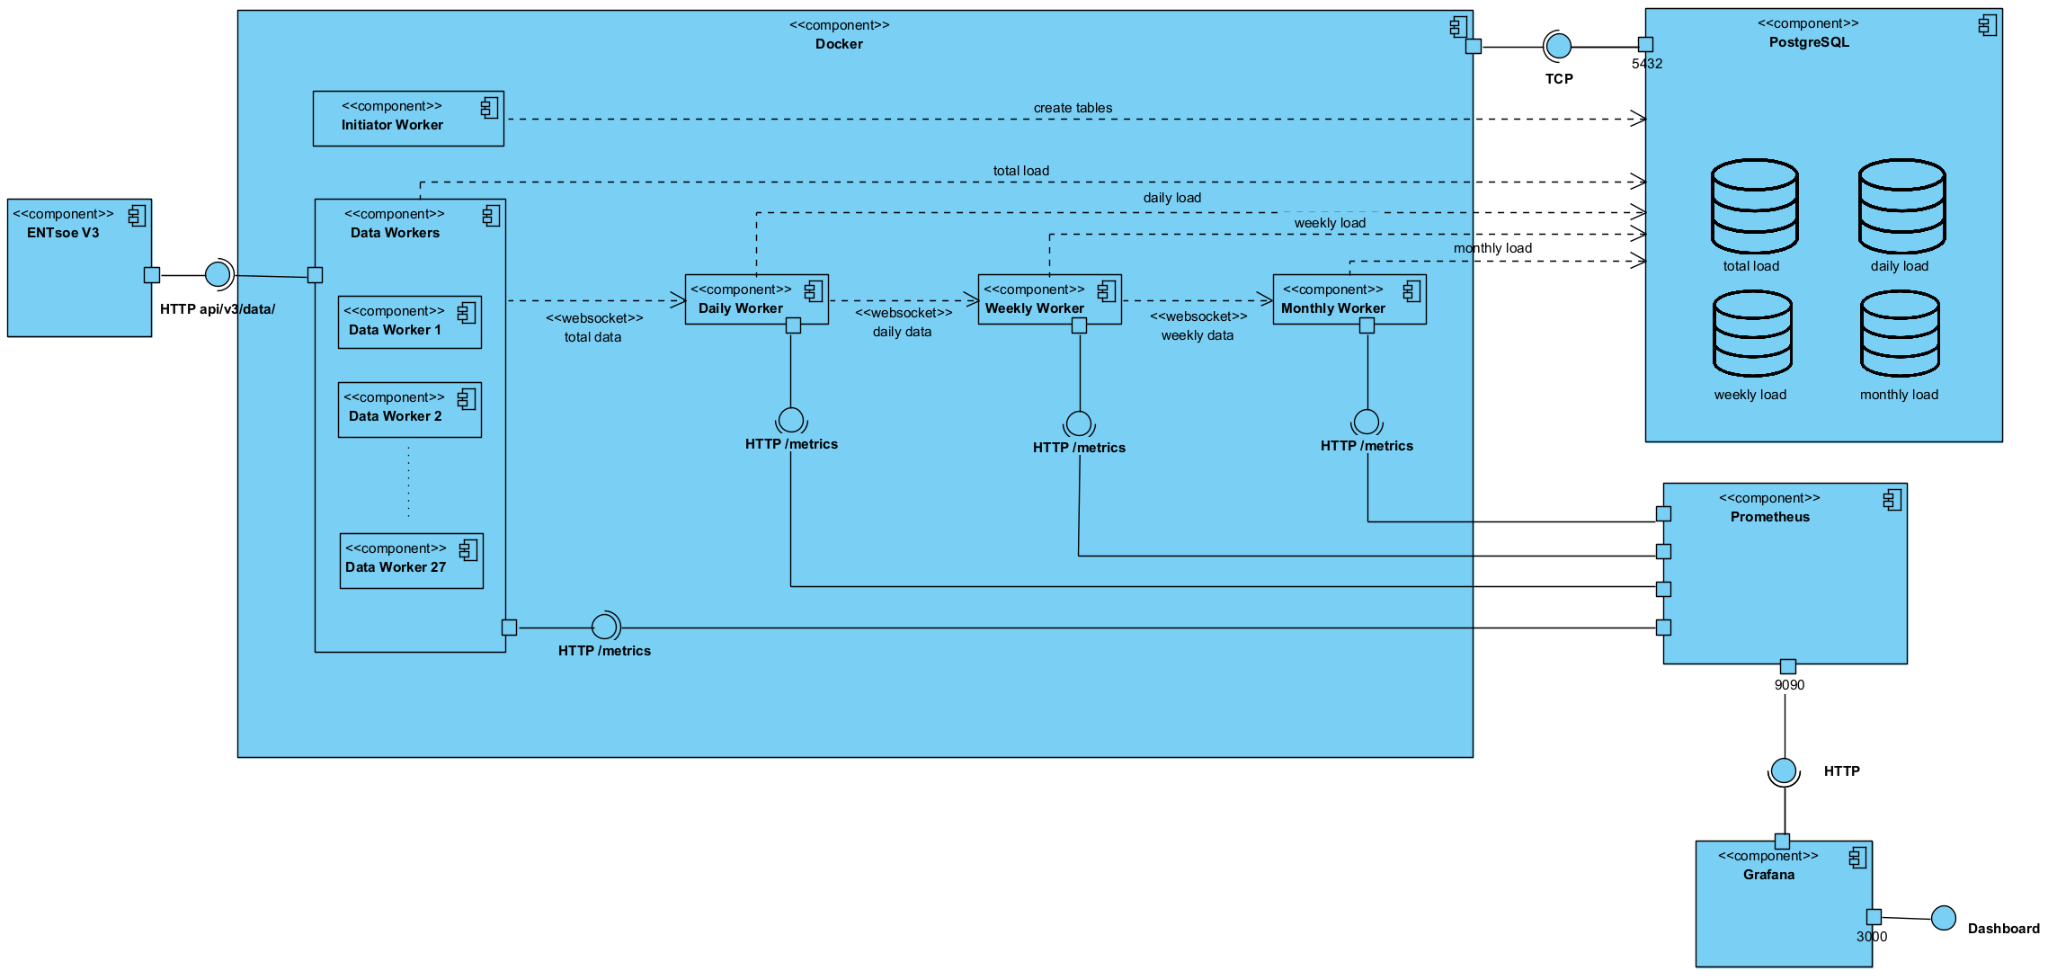 <<component>>
Docker
<<component>>
PostgreSQL
5432
TCP
<<component>>
Initiator Worker
create tables
total load
daily load
weekly load
monthly load
<<component>>
ENTsoe V3
HTTP api/v3/data/
<<component>>
Data Workers
<<component>>
Data Worker 1
<<component>>
Data Worker 2
<<component>>
Data Worker 27
<<websocket>>
total data
<<component>>
Daily Worker
<<websocket>>
daily data
<<component>>
Weekly Worker
<<websocket>>
weekly data
<<component>>
Monthly Worker
total load
daily load
weekly load
monthly load
HTTP /metrics
HTTP /metrics
HTTP /metrics
HTTP /metrics
<<component>>
Prometheus
9090
HTTP
<<component>>
Grafana
3000
Dashboard